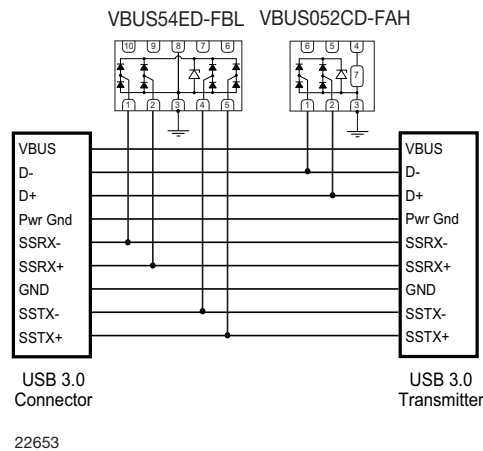 VBUS54ED-FBL VBUS052CD-FAH
10 9 8 7 6 6 5 4
7
1 2 3 4 5 1 2 3
VBUS VBUS
D- D-
D+ D+
Pwr Gnd Pwr Gnd
SSRX- SSRX-
SSRX+ SSRX+
GND GND
SSTX- SSTX-
SSTX+ SSTX+
USB 3.0 USB 3.0
Connector Transmitter
22653